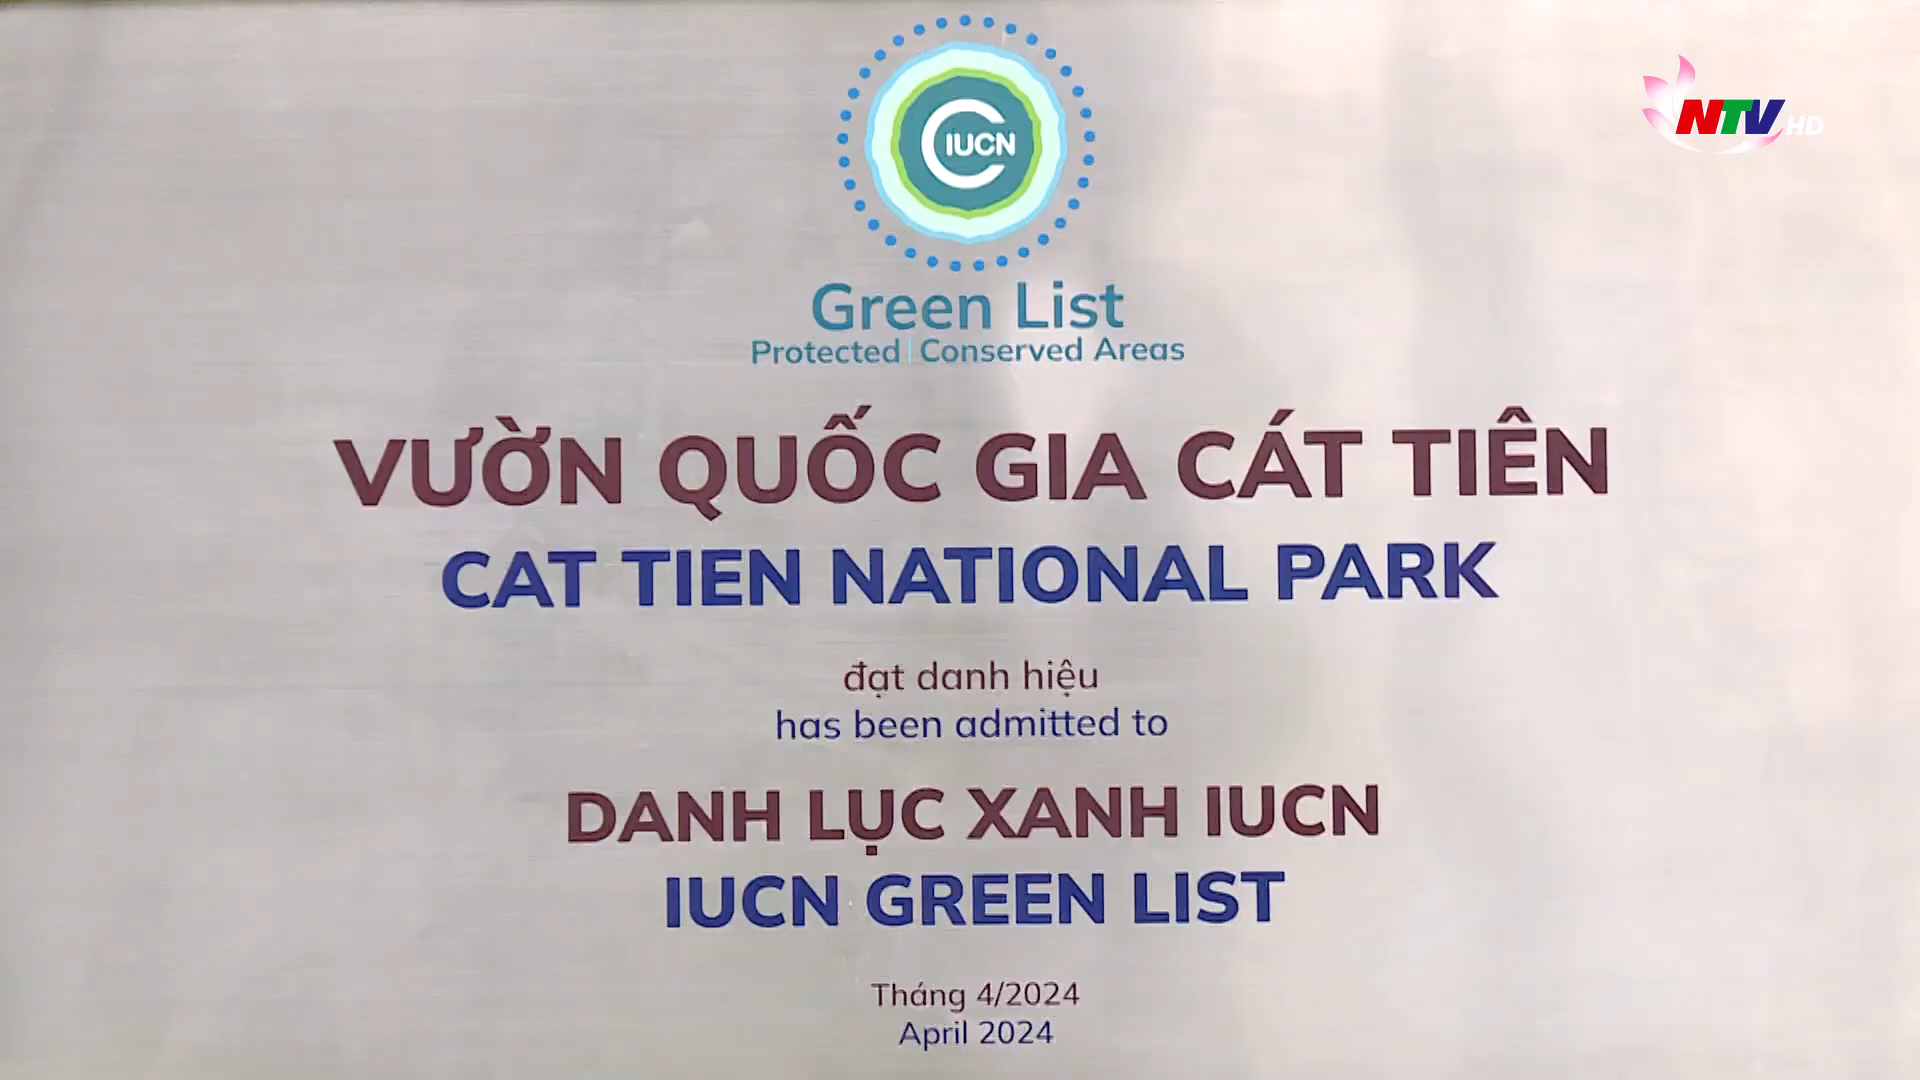 NTV HD
IUCN
Green List
Protected | Conserved Areas
VƯỜN QUỐC GIA CÁT TIÊN
CAT TIEN NATIONAL PARK
đạt danh hiệu
has been admitted to
DANH LỤC XANH IUCN
IUCN GREEN LIST
Tháng 4/2024
April 2024